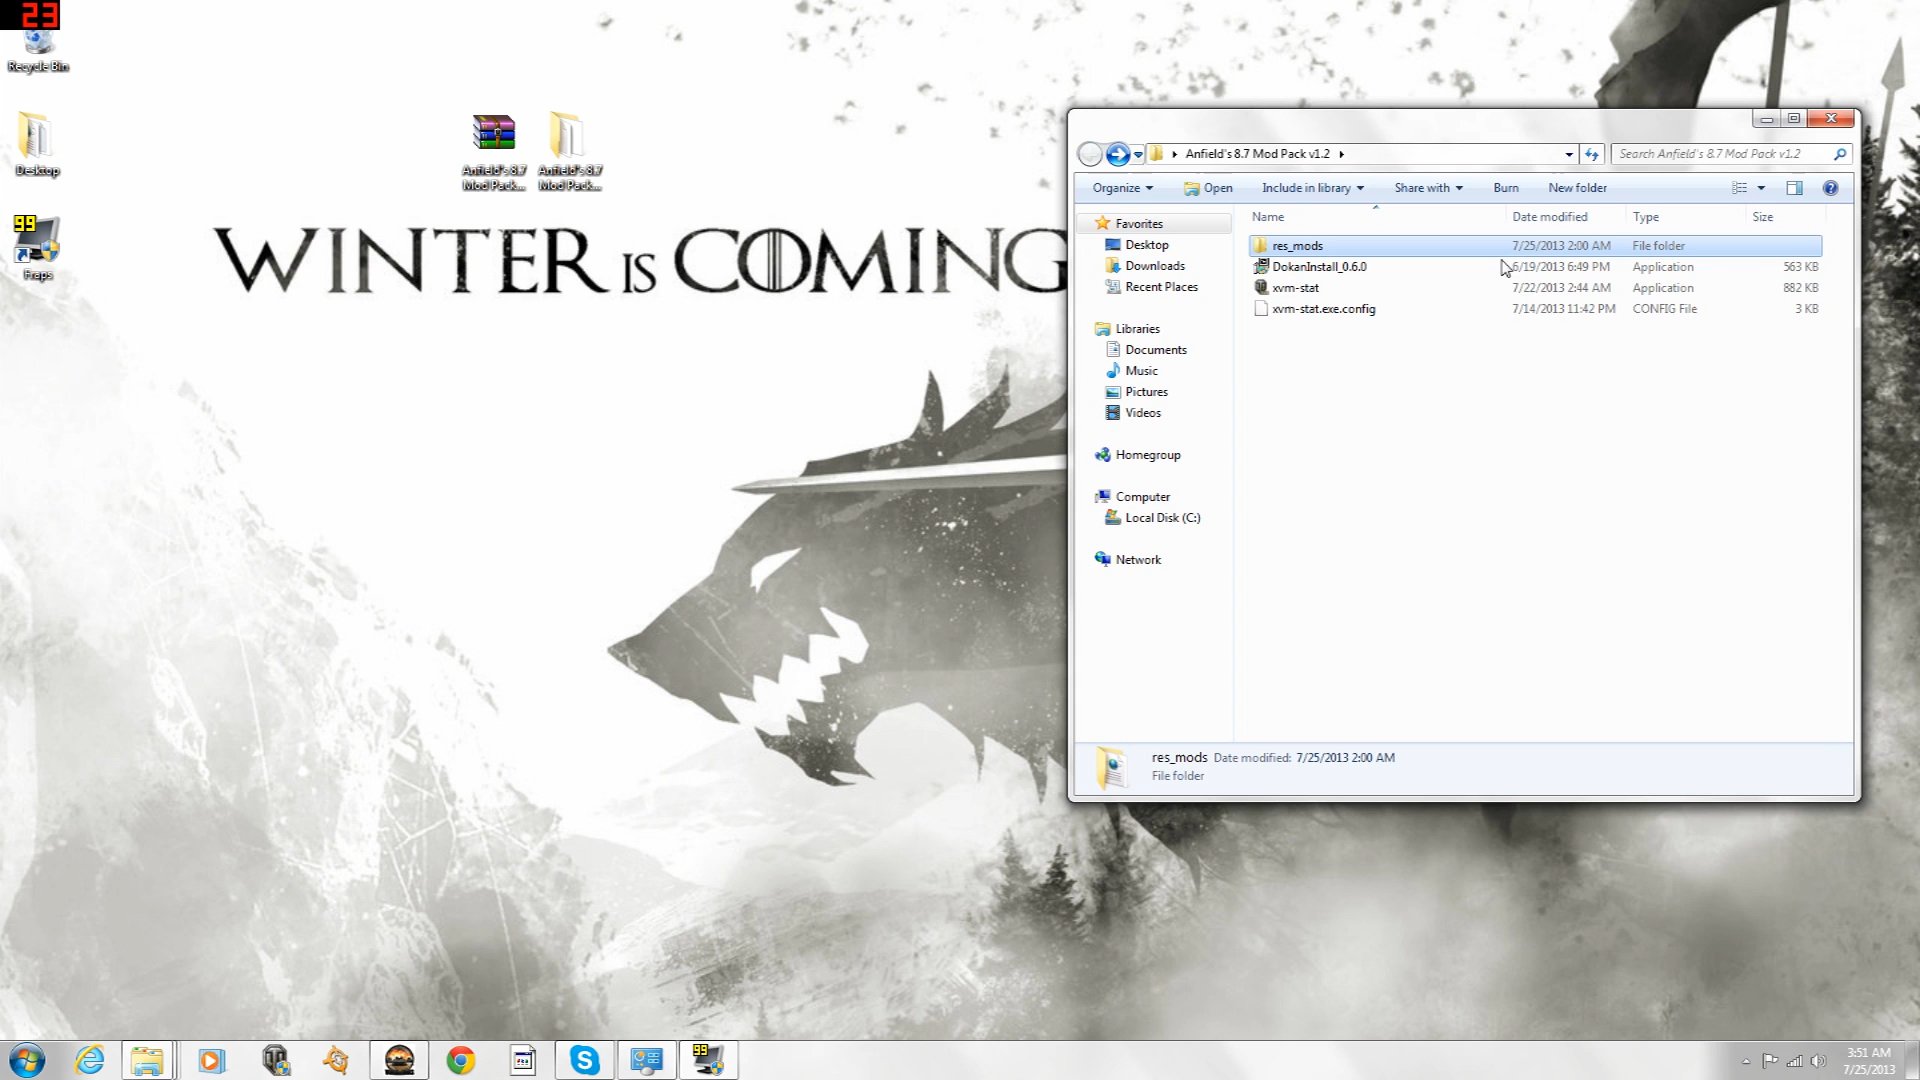 23
Recycle Bin
Desktop
99
Fraps
Anfield's 8.7
Mod Pack...
Anfield's 8.7
Mod Pack...
WINTER IS COMING
Anfield's 8.7 Mod Pack v1.2
Search Anfield's 8.7 Mod Pack v1.2
Organize
Open
Include in library
Share with
Burn
New folder
Name
Date modified
Type
Size
Favorites
Desktop
Downloads
Recent Places
Libraries
Documents
Music
Pictures
Videos
Homegroup
Computer
Local Disk (C:)
Network
res_mods 7/25/2013 2:00 AM File folder
DokanInstall_0.6.0 6/19/2013 6:49 PM Application 563 KB
xvm-stat 7/22/2013 2:44 AM Application 882 KB
xvm-stat.exe.config 7/14/2013 11:42 PM CONFIG File 3 KB
res_mods Date modified: 7/25/2013 2:00 AM
File folder
99
3:51 AM
7/25/2013